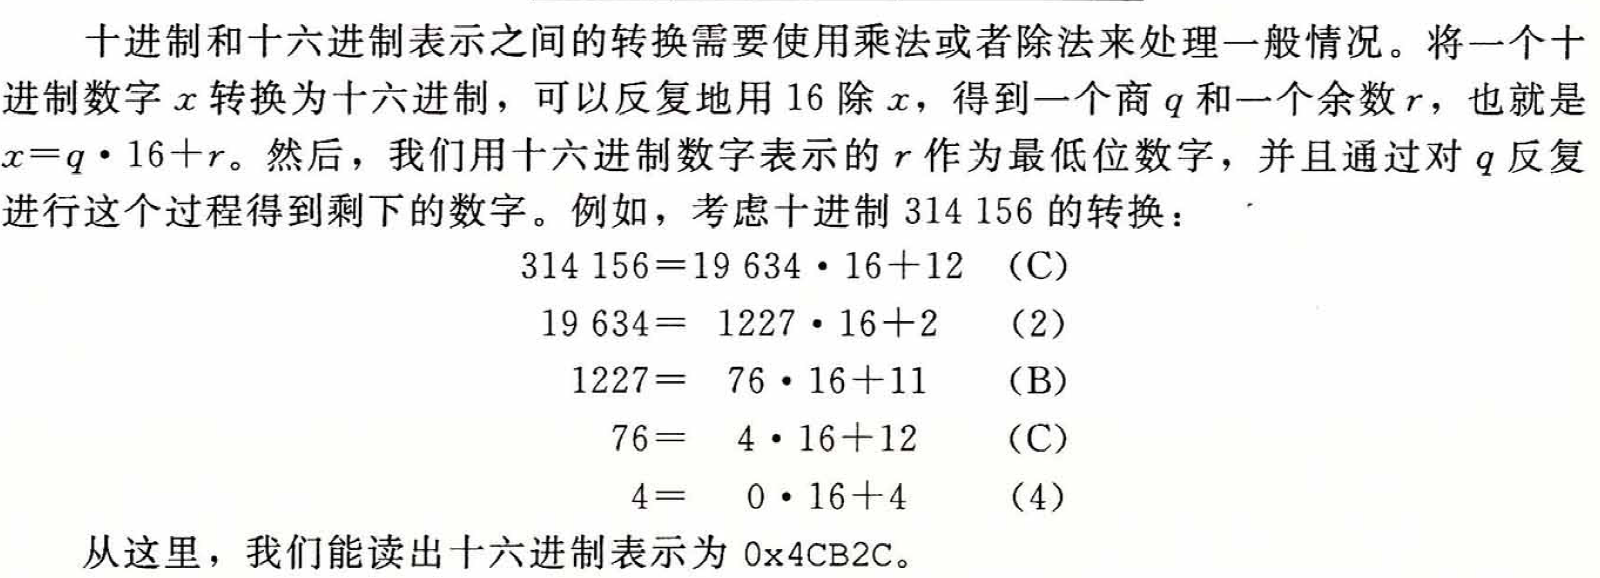 十进制和十六进制表示之间的转换需要使用乘法或者除法来处理一般情况。将一个十
进制数字 x 转换为十六进制，可以反复地用 16 除 x，得到一个商 q 和一个余数 r，也就是
x=q·16+r。然后，我们用十六进制数字表示的 r 作为最低位数字，并且通过对 q 反复
进行这个过程得到剩下的数字。例如，考虑十进制 314 156 的转换：
314 156=19 634·16+12 (C)
19 634= 1227·16+2 (2)
1227= 76·16+11 (B)
76= 4·16+12 (C)
4= 0·16+4 (4)
从这里，我们能读出十六进制表示为 0x4CB2C。